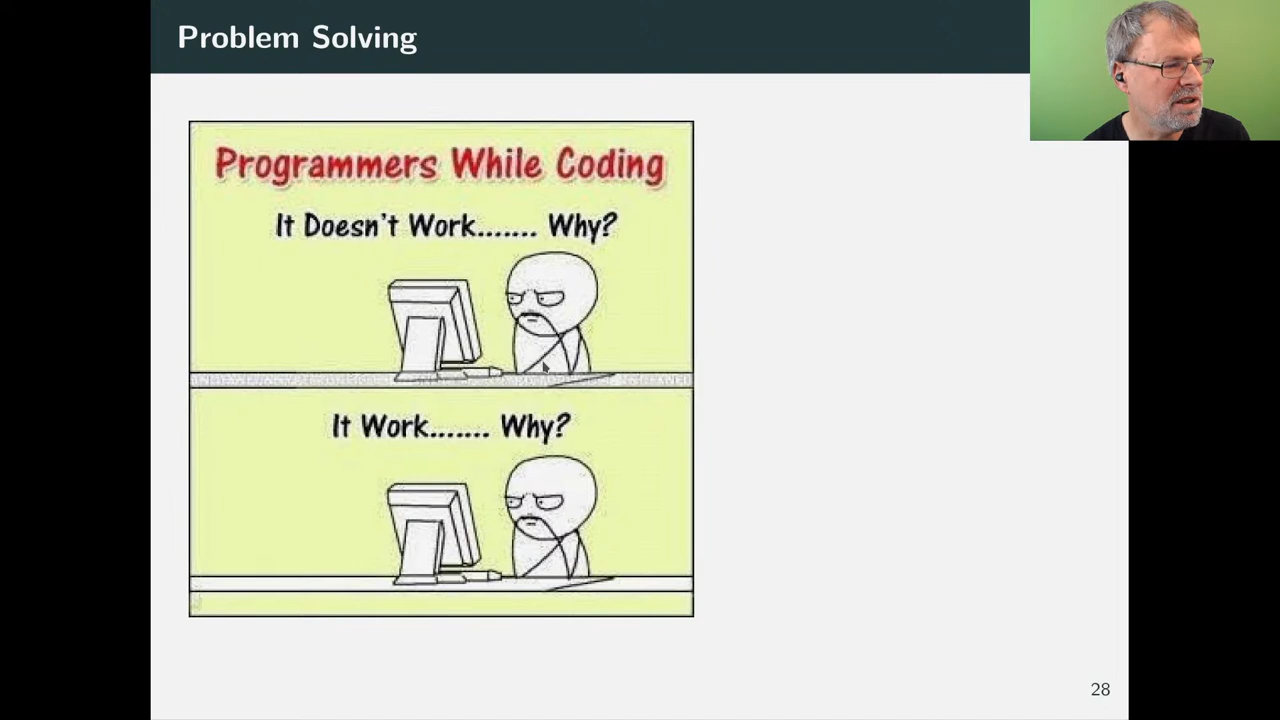 Problem Solving
Programmers While Coding
It Doesn't Work....... Why?
It Work....... Why?
28